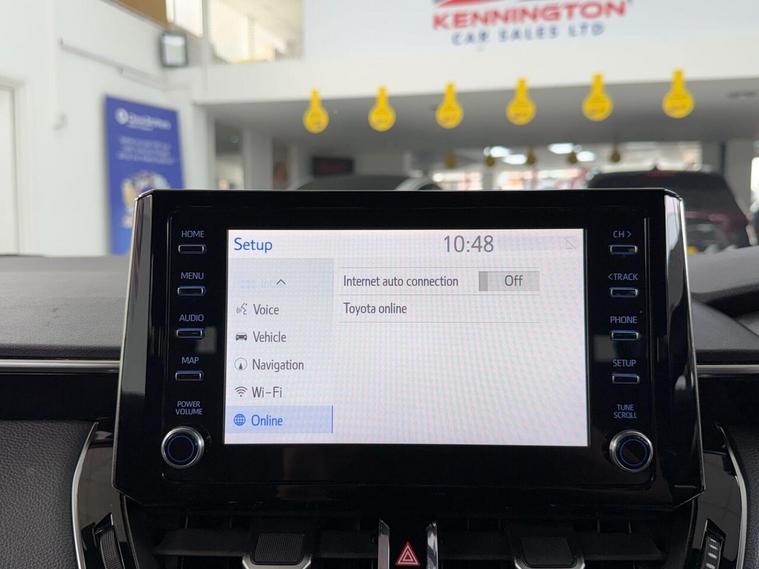 KENNINGTON
CAR SALES LTD
HOME
MENU
AUDIO
MAP
POWER
VOLUME
Setup
10:48
Voice
Vehicle
Navigation
Wi-Fi
Online
Internet auto connection
Off
Toyota online
CH >
<TRACK
PHONE
SETUP
TUNE
SCROLL